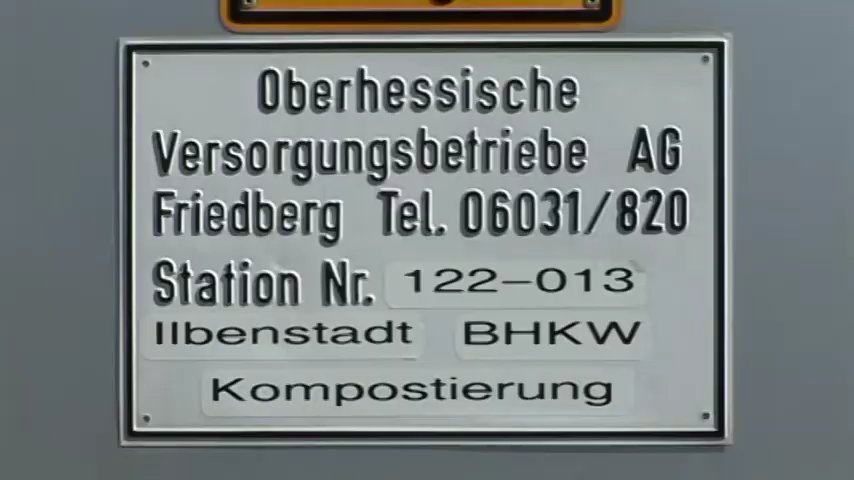 Oberhessische
Versorgungsbetriebe AG
Friedberg Tel. 06031/820
Station Nr. 122-013
Ilbenstadt BHKW
Kompostierung